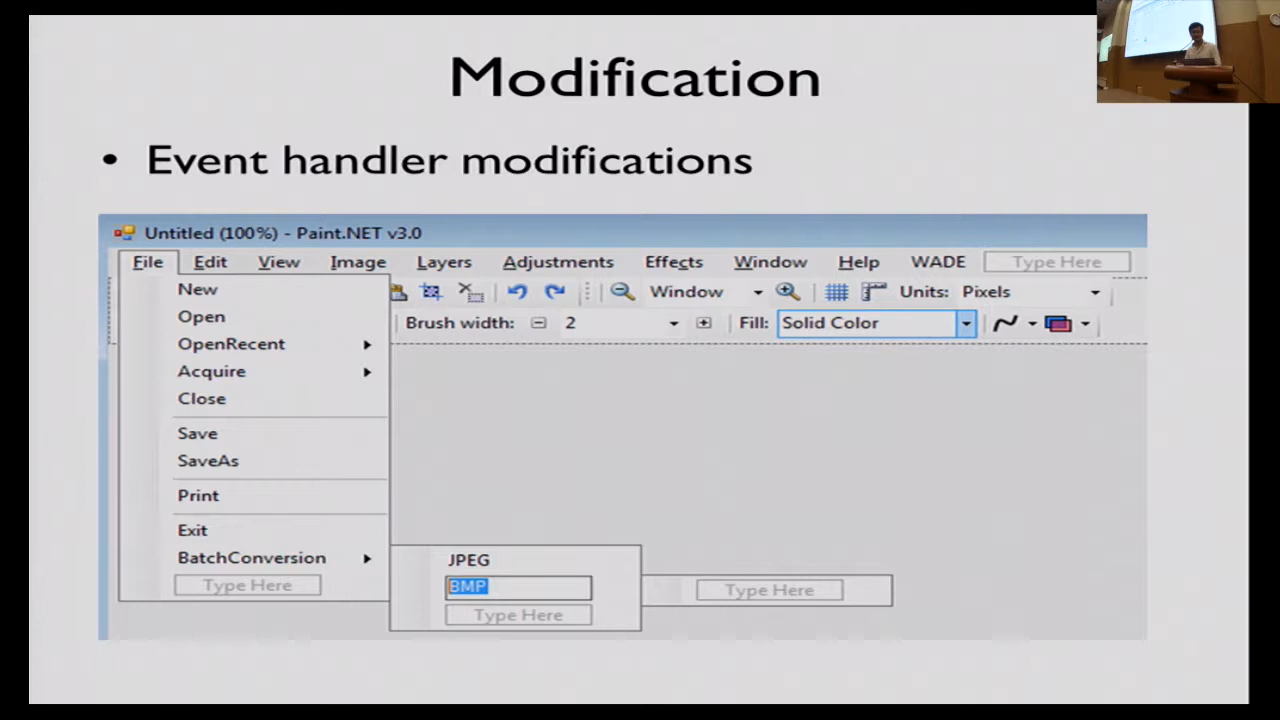 Modification
• Event handler modifications
Untitled (100%) - Paint.NET v3.0
File Edit View Image Layers Adjustments Effects Window Help WADE Type Here
Window Units: Pixels
Brush width: 2 Fill: Solid Color
New
Open
OpenRecent
Acquire
Close
Save
SaveAs
Print
Exit
BatchConversion
Type Here
JPEG
BMP
Type Here
Type Here